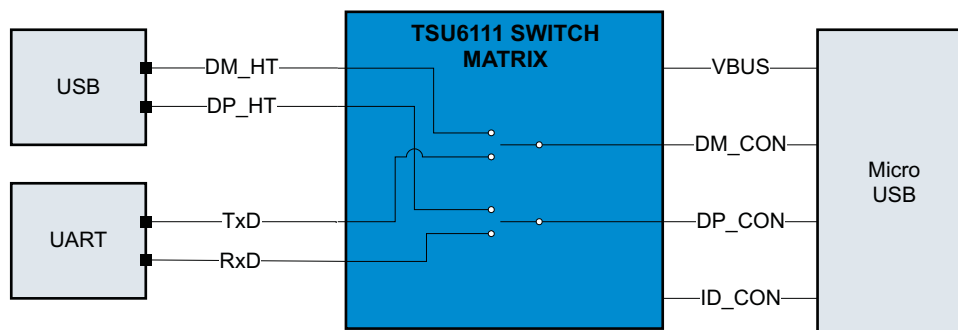 TSU6111 SWITCH
MATRIX
USB
DM_HT
DP_HT
VBUS
DM_CON
Micro
USB
UART
TxD
RxD
DP_CON
ID_CON